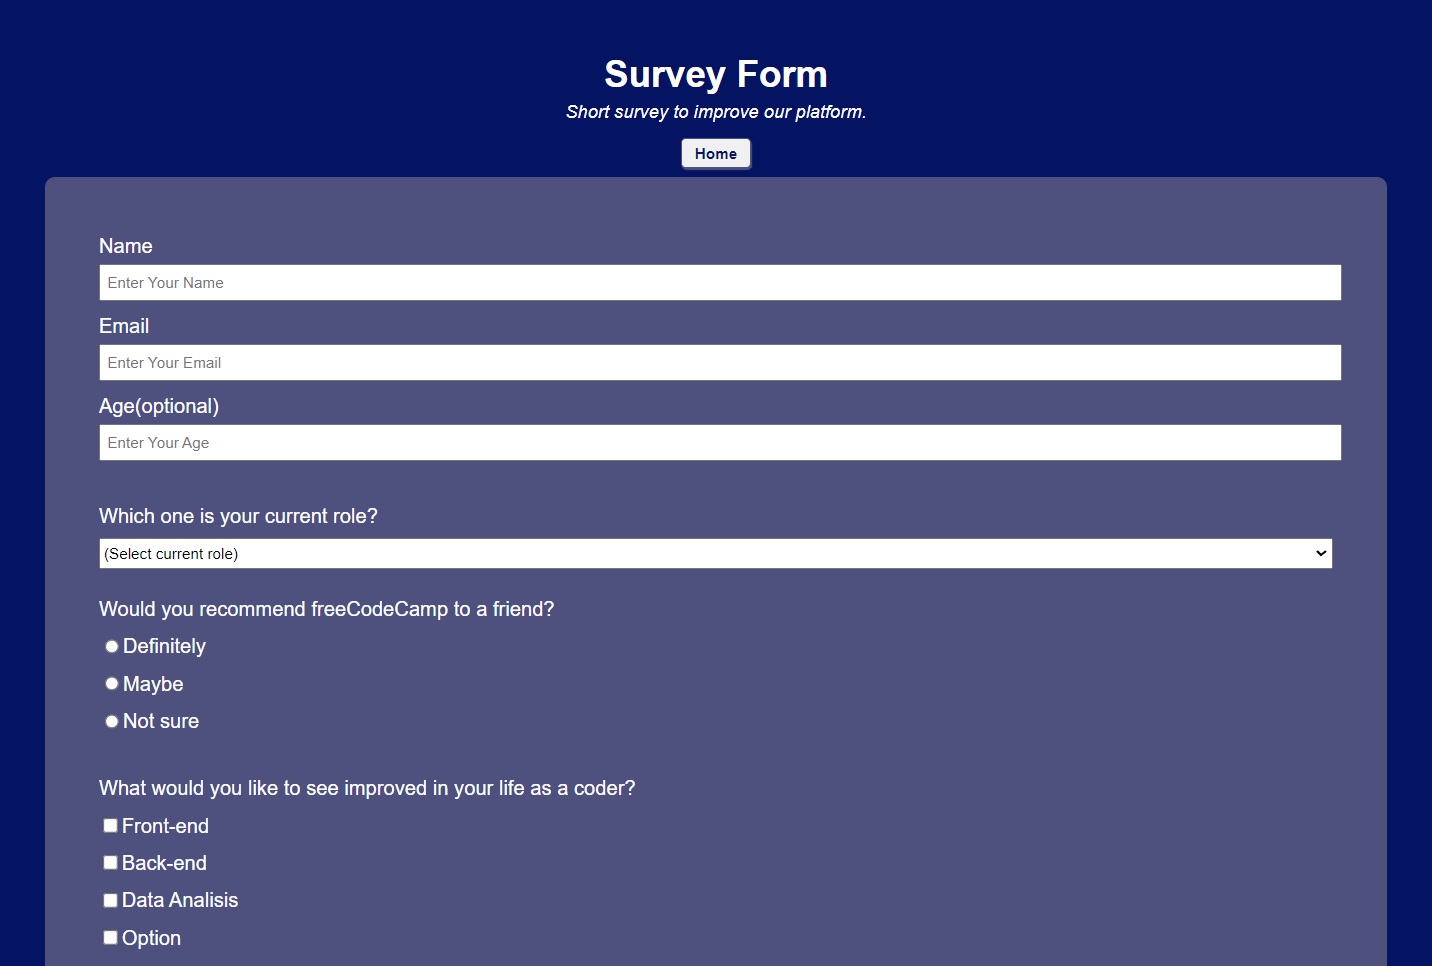 Survey Form
Short survey to improve our platform.
Home
Name
Enter Your Name
Email
Enter Your Email
Age(optional)
Enter Your Age
Which one is your current role?
(Select current role)
Would you recommend freeCodeCamp to a friend?
Definitely
Maybe
Not sure
What would you like to see improved in your life as a coder?
Front-end
Back-end
Data Analisis
Option